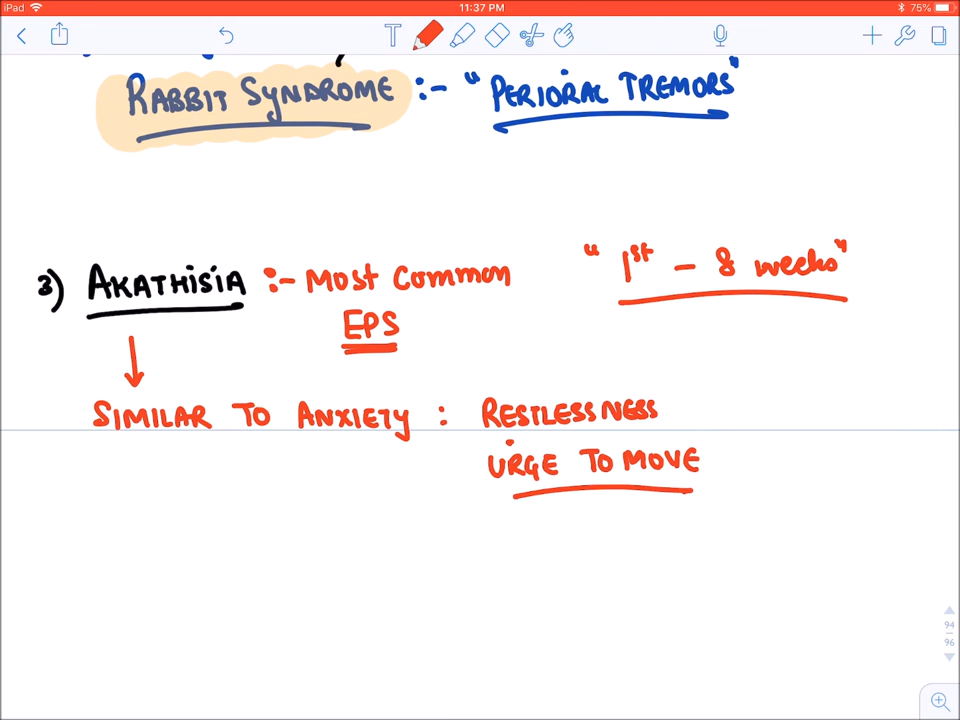 iPad 11:37 PM 75%
T
RABBIT SYNDROME :- "PERIORAL TREMORS"
3) AKATHISIA :- Most Common "1st - 8 weeks"
EPS
SIMILAR TO ANXIETY : RESTLESSNESS
URGE TO MOVE
94
96